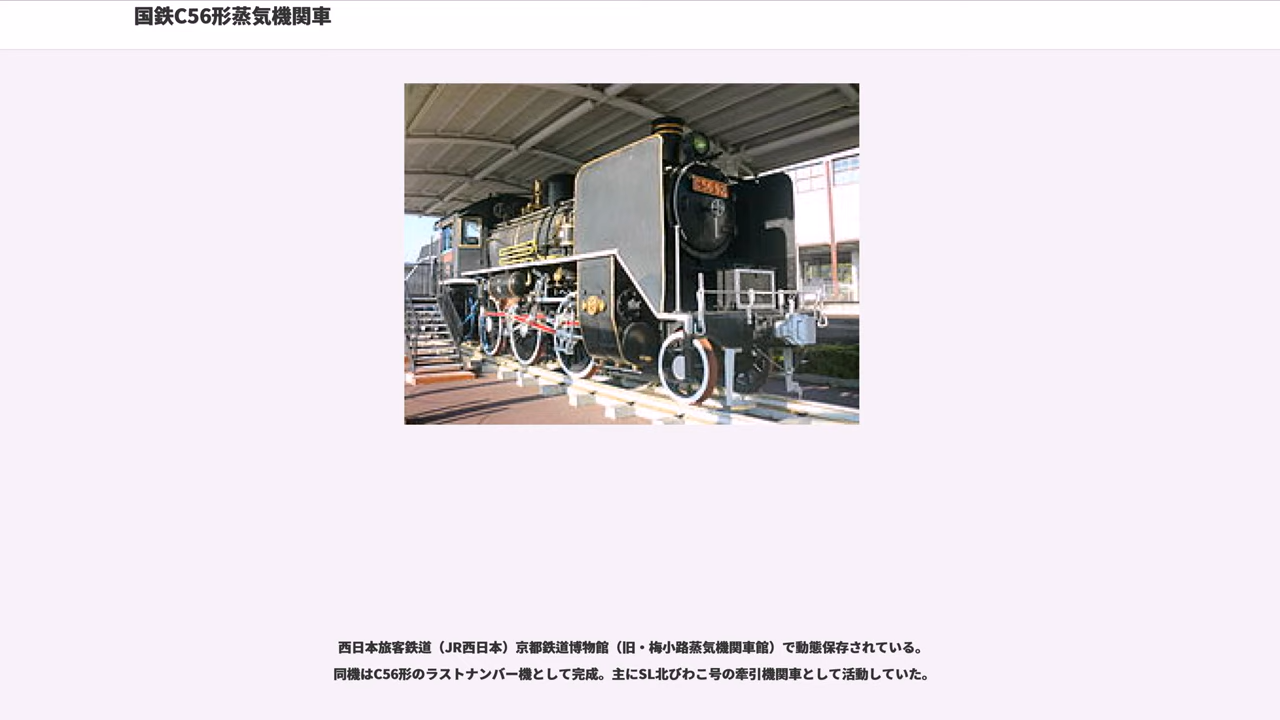 国鉄C56形蒸気機関車
西日本旅客鉄道（JR西日本）京都鉄道博物館（旧・梅小路蒸気機関車館）で動態保存されている。
同機はC56形のラストナンバー機として完成。主にSL北びわこ号の牽引機関車として活動していた。